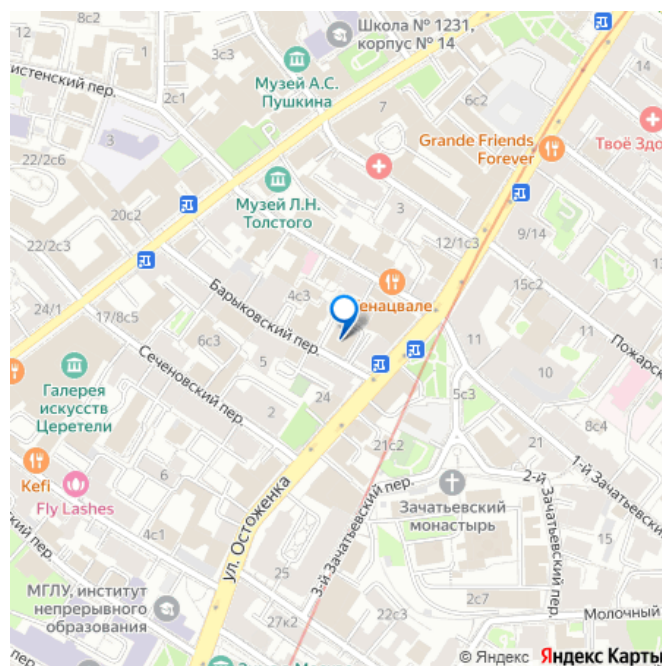 8с2
1
Школа № 1231,
корпус № 14
14
3с3
Музей А.С.
Пушкина
истенский пер.
2с1
7
6с2
3
Grande Friends
Forever
Твоё Здо
22/2с6
Музей Л.Н.
Толстого
20с2
3
12/1с3
9/14
22/2с3
15с2
4с3
енацвале
Барыковский пер.
24/1
17/8с5
6с3
5
11
11
Пожарск
Сеченовский пер.
Галерея
искусств
Церетели
10
5с3
24
2
8с4
21с2
21
1-й Зачатьевский
Kefi
Fly Lashes
6
ул. Остоженка
3-й Зачатьевский пер.
Зачатьевский
монастырь
2-й Зачатьевский пер.
4с1
15
ий пер.
25
МГЛУ, институт
непрерывного
образования
2с7
22с3
27к2
Молочный
© Яндекс Яндекс Карты